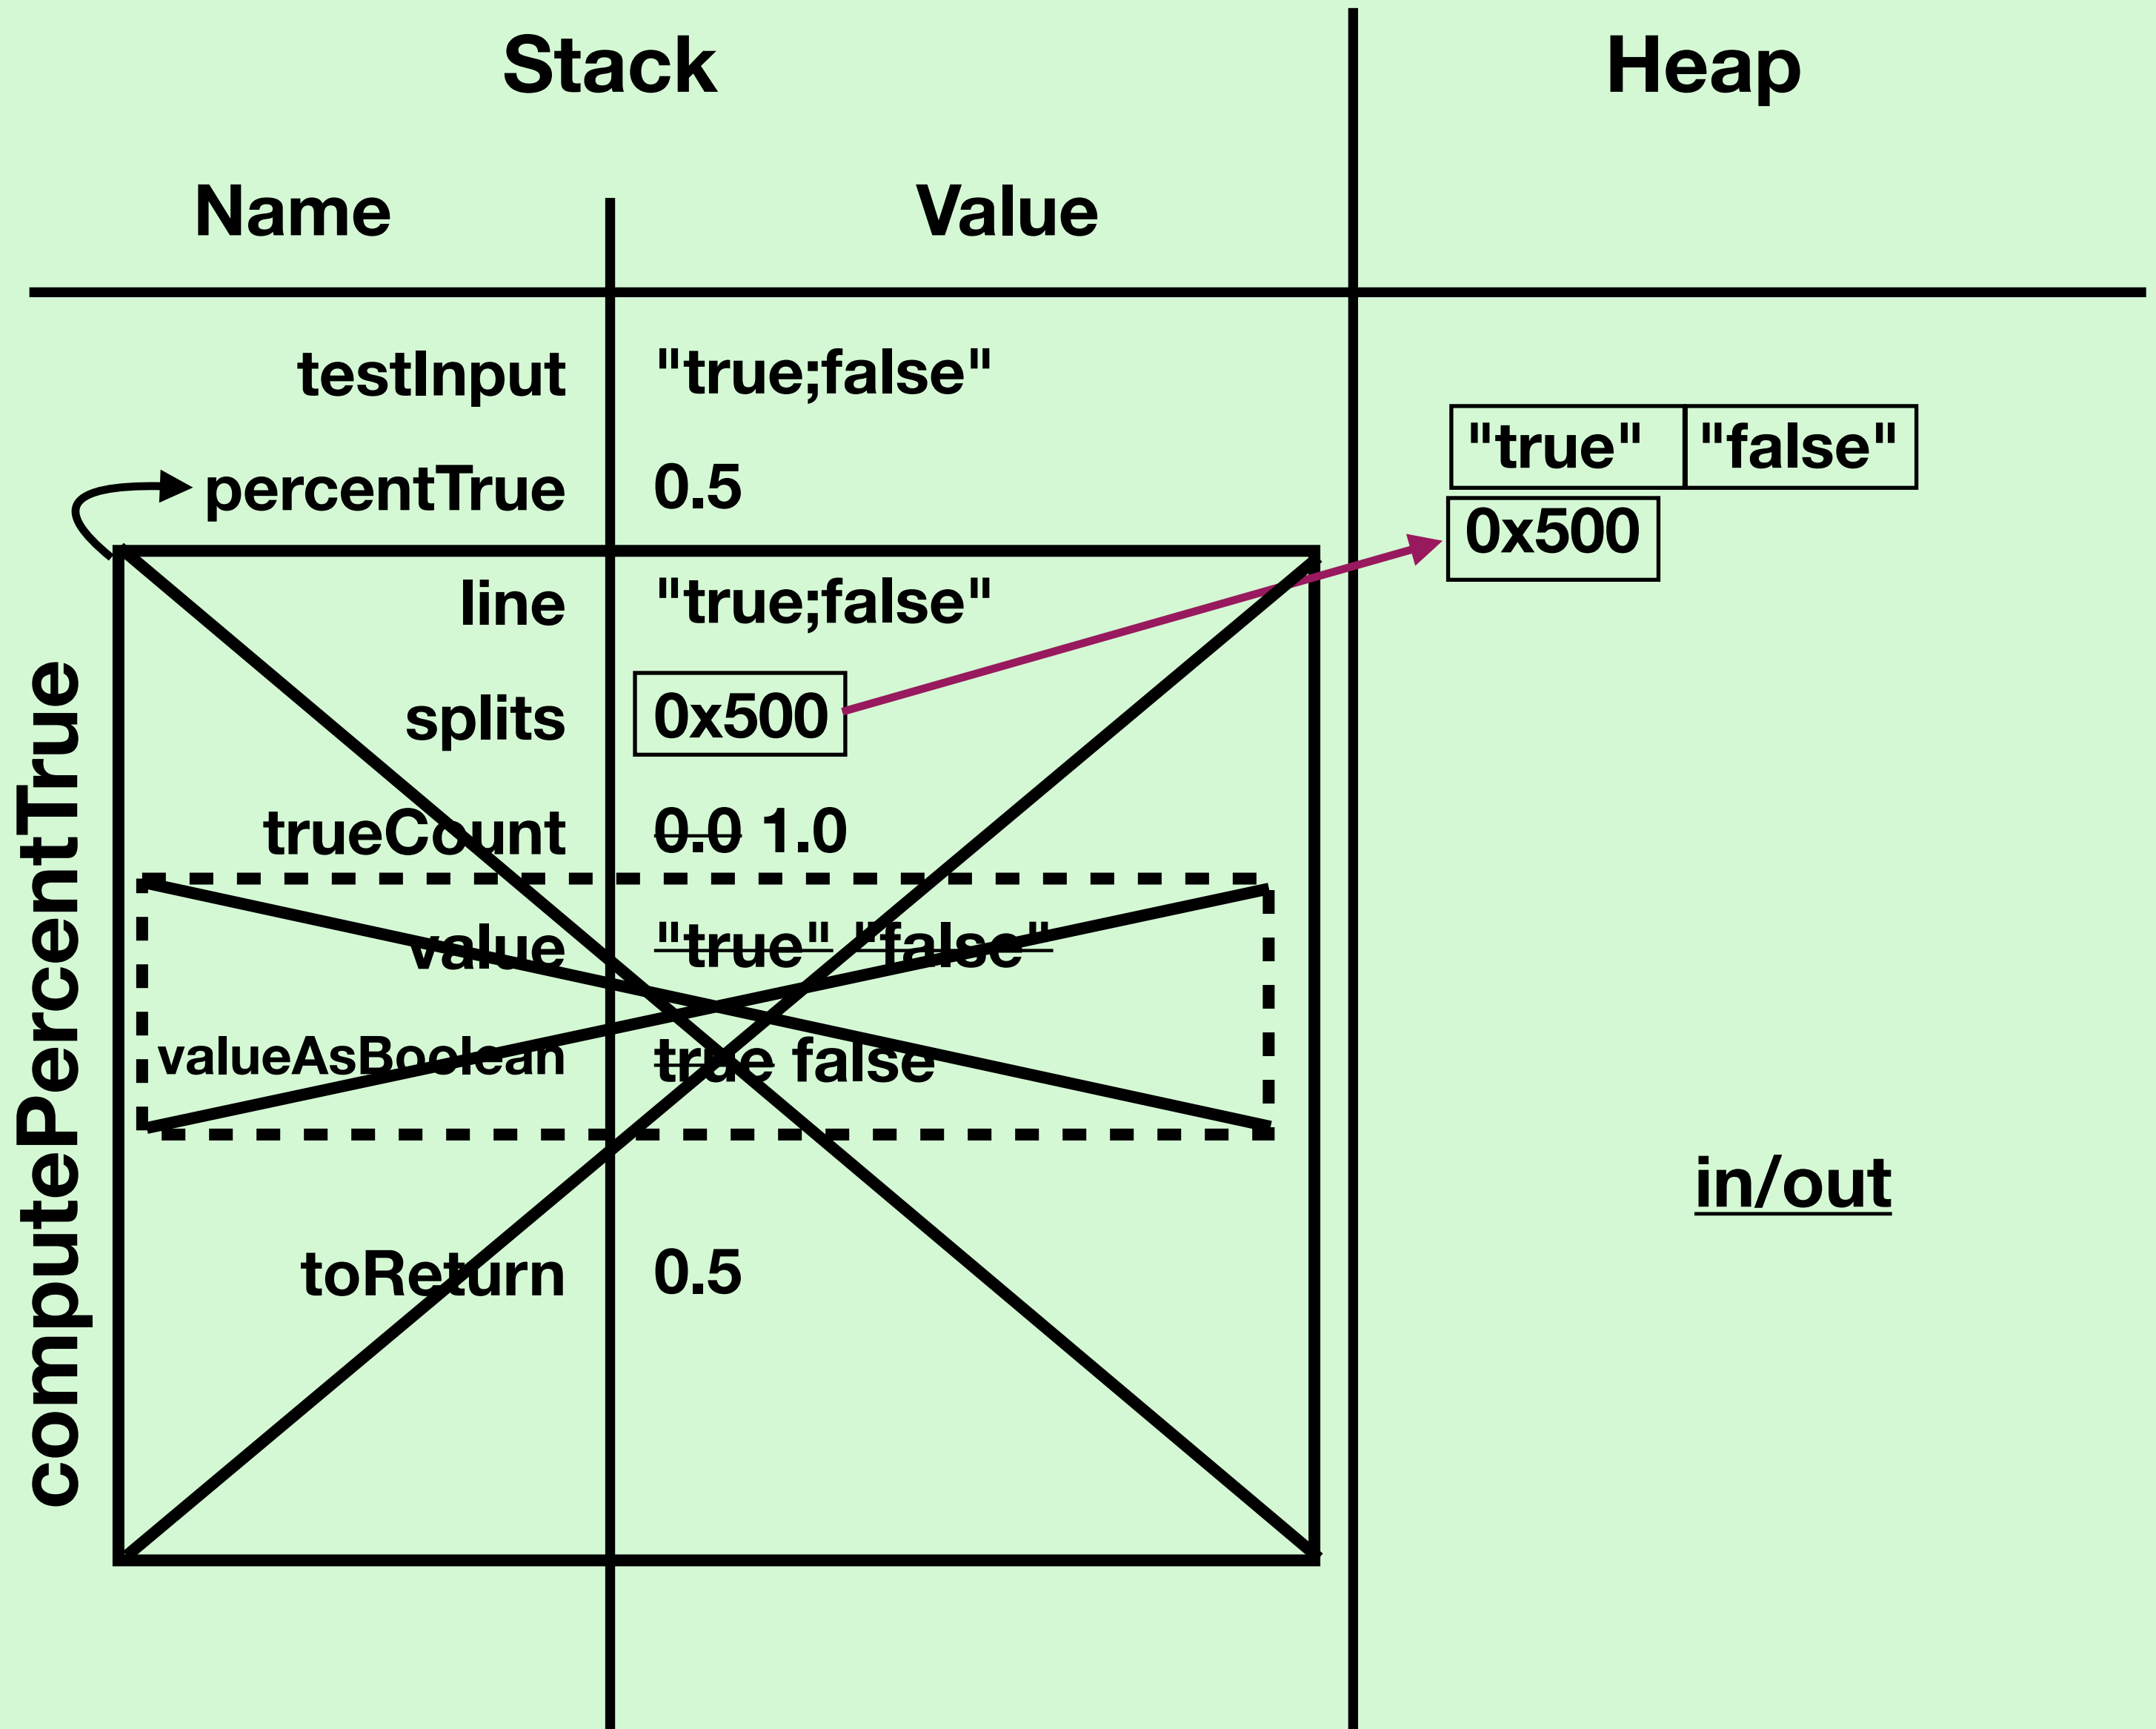 Stack
Heap
Name
Value
testInput
"true;false"
"true"
"false"
percentTrue
0.5
0x500
line
"true;false"
splits
0x500
trueCount
0.0 1.0
value
"true" "false"
valueAsBoolean
true false
in/out
toReturn
0.5
computePercentTrue